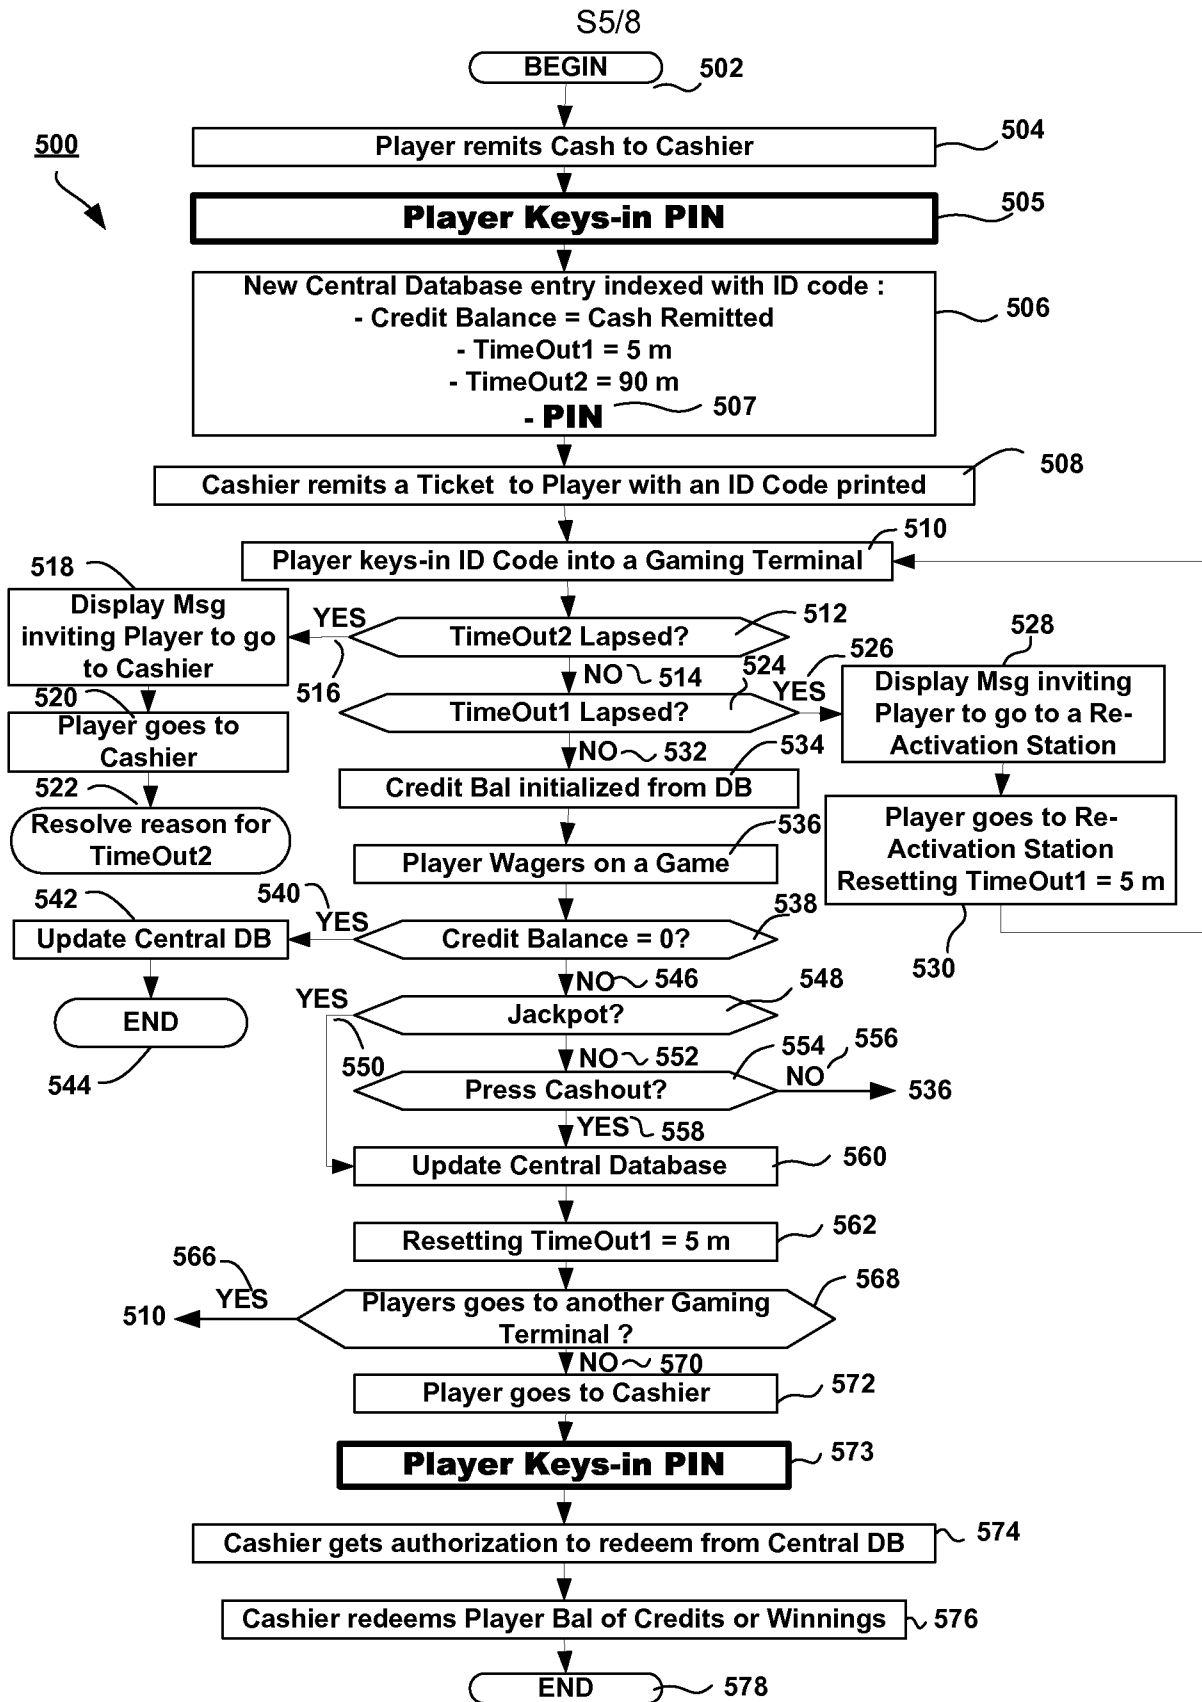 S5/8
BEGIN
502
500
504
Player remits Cash to Cashier
505
Player Keys-in PIN
New Central Database entry indexed with ID code :
- Credit Balance = Cash Remitted
506
- TimeOut1 = 5 m
- TimeOut2 = 90 m
- PIN
507
508
Cashier remits a Ticket to Player with an ID Code printed
510
Player keys-in ID Code into a Gaming Terminal
518
Display Msg
inviting Player to go
to Cashier
YES
516
512
TimeOut2 Lapsed?
NO
514
524
526
YES
528
Display Msg inviting
Player to go to a Re-
Activation Station
520
Player goes to
Cashier
TimeOut1 Lapsed?
NO
532
534
522
Resolve reason for
TimeOut2
Credit Bal initialized from DB
536
Player Wagers on a Game
Player goes to Re-
Activation Station
Resetting TimeOut1 = 5 m
530
540
542
YES
538
Update Central DB
Credit Balance = 0?
NO
546
548
END
544
YES
550
Jackpot?
NO
552
554
556
NO
Press Cashout?
536
YES
558
560
Update Central Database
562
Resetting TimeOut1 = 5 m
566
YES
510
568
Players goes to another Gaming
Terminal ?
NO
570
572
Player goes to Cashier
573
Player Keys-in PIN
574
Cashier gets authorization to redeem from Central DB
Cashier redeems Player Bal of Credits or Winnings
576
END
578